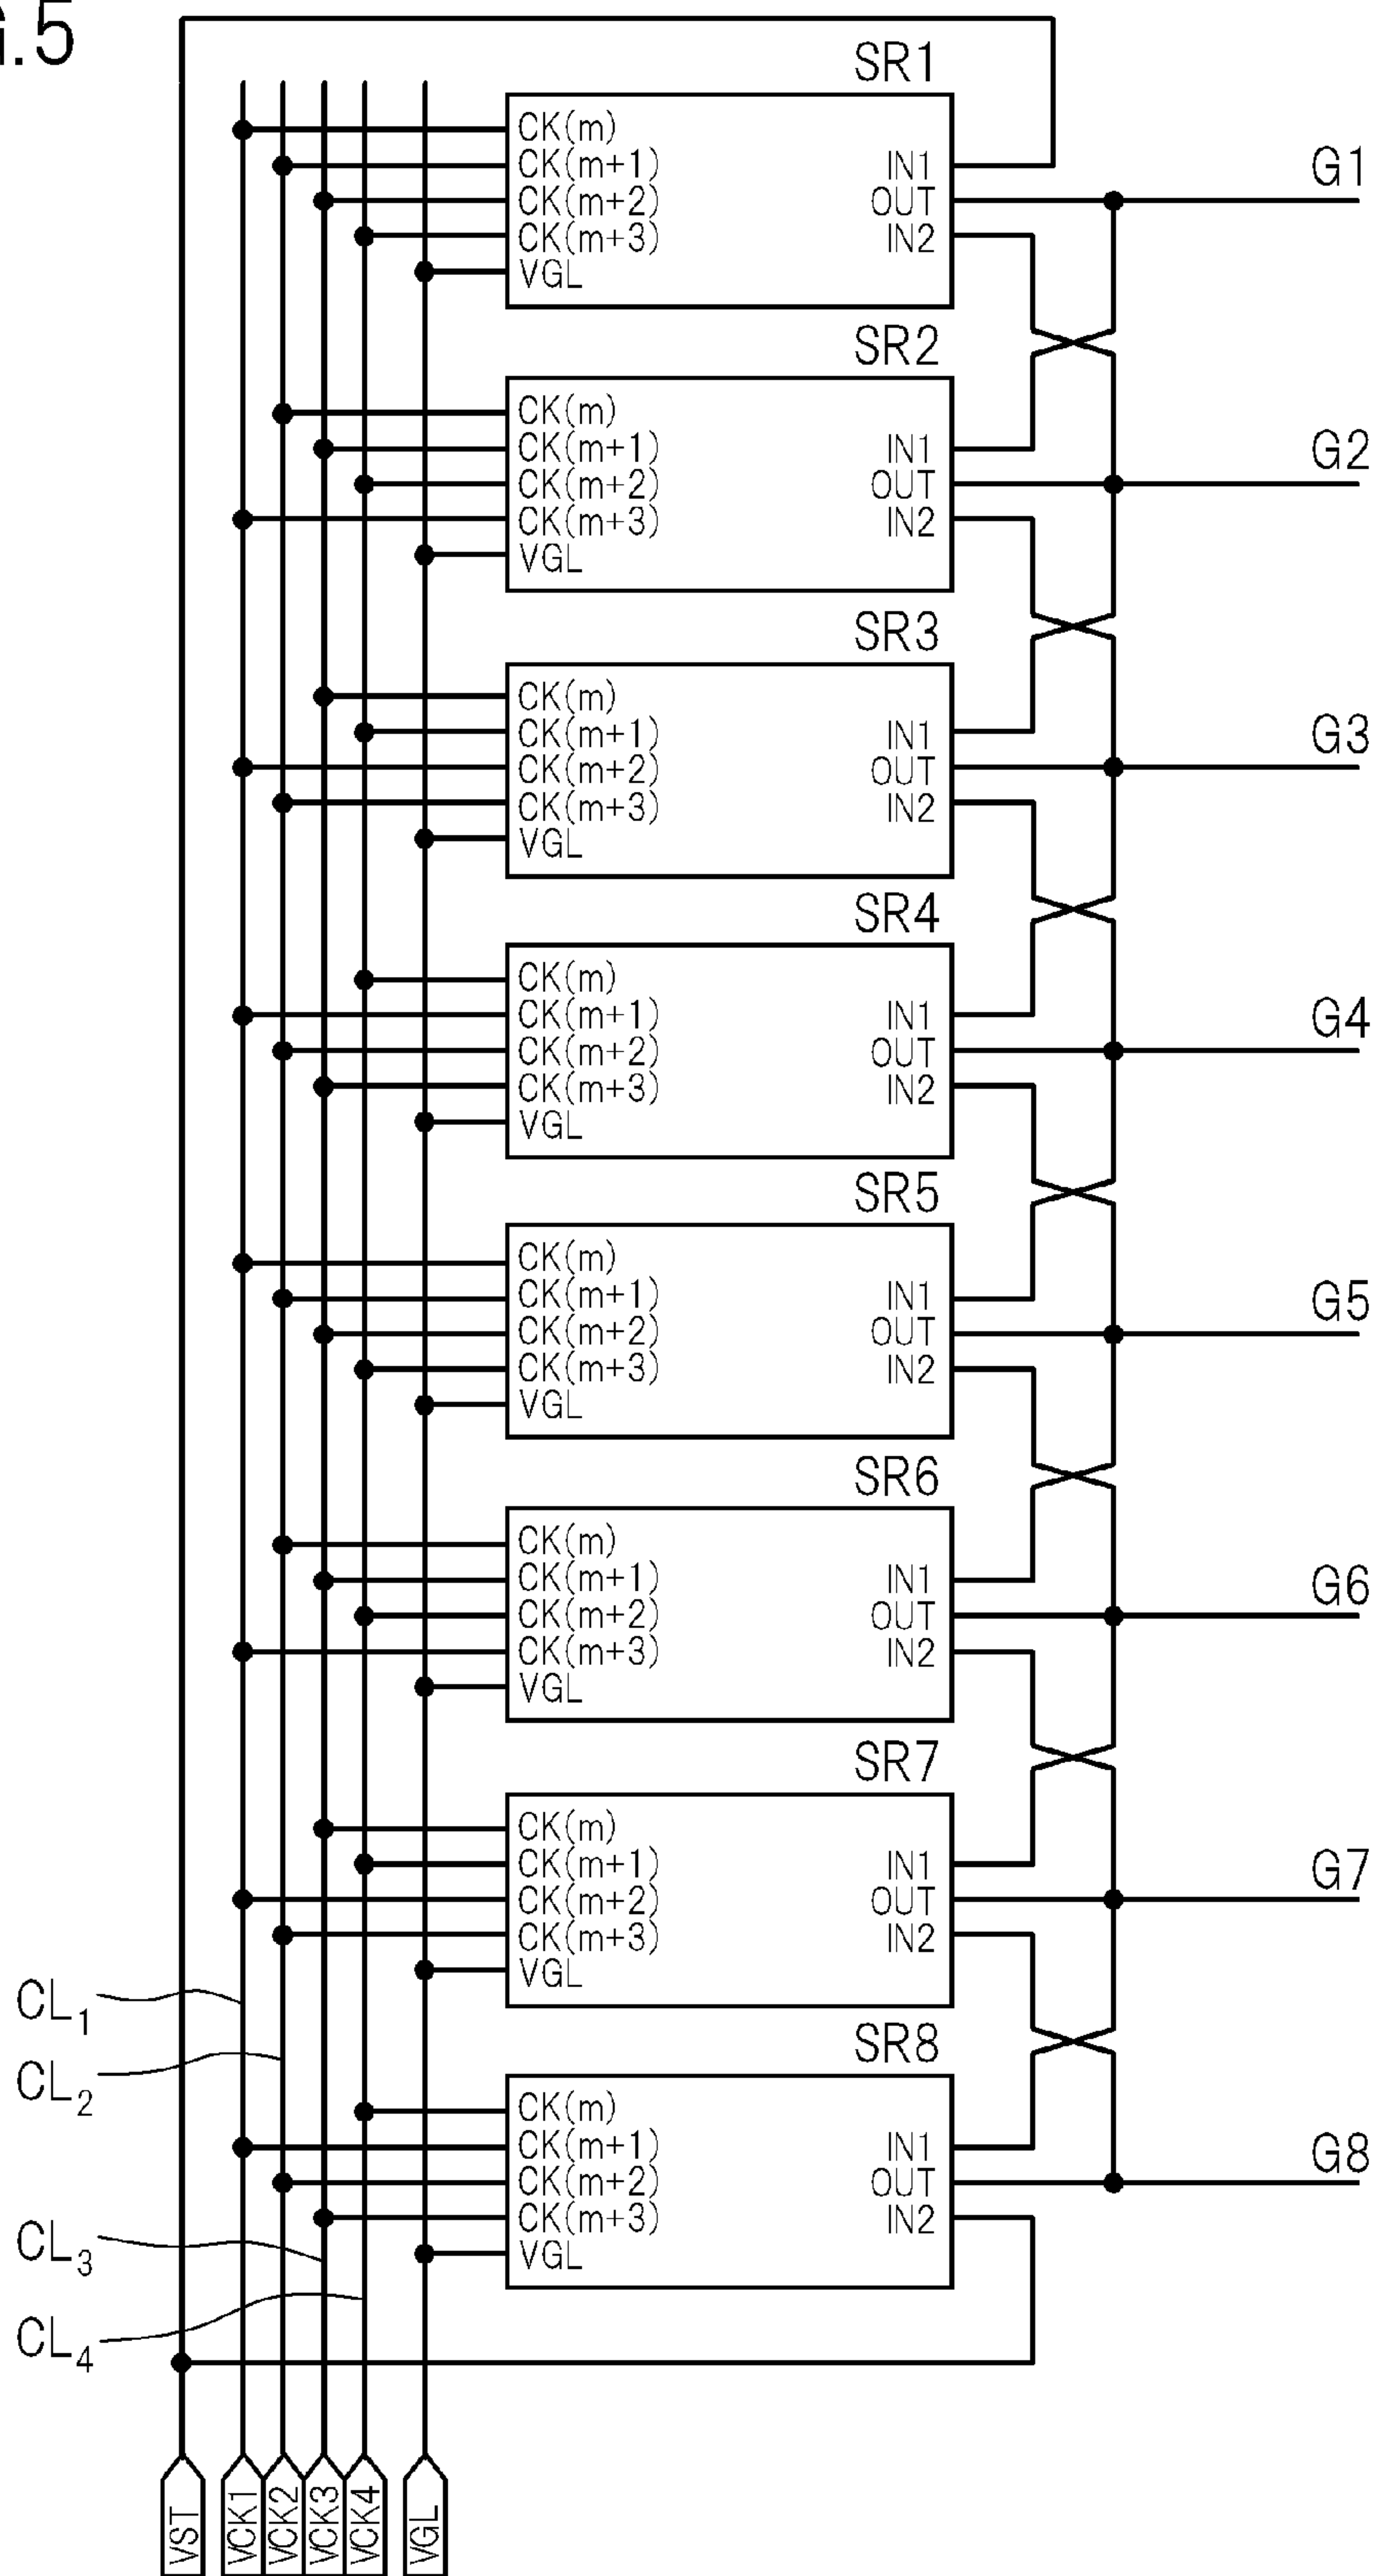 G.5
SR1
CK(m)
CK(m+1)
CK(m+2)
CK(m+3)
VGL
IN1
OUT
IN2
G1
SR2
CK(m)
CK(m+1)
CK(m+2)
CK(m+3)
VGL
IN1
OUT
IN2
G2
SR3
CK(m)
CK(m+1)
CK(m+2)
CK(m+3)
VGL
IN1
OUT
IN2
G3
SR4
CK(m)
CK(m+1)
CK(m+2)
CK(m+3)
VGL
IN1
OUT
IN2
G4
SR5
CK(m)
CK(m+1)
CK(m+2)
CK(m+3)
VGL
IN1
OUT
IN2
G5
SR6
CK(m)
CK(m+1)
CK(m+2)
CK(m+3)
VGL
IN1
OUT
IN2
G6
SR7
CK(m)
CK(m+1)
CK(m+2)
CK(m+3)
VGL
IN1
OUT
IN2
G7
SR8
CK(m)
CK(m+1)
CK(m+2)
CK(m+3)
VGL
IN1
OUT
IN2
G8
CL1
CL2
CL3
CL4
VST
VCK1
VCK2
VCK3
VCK4
VGL